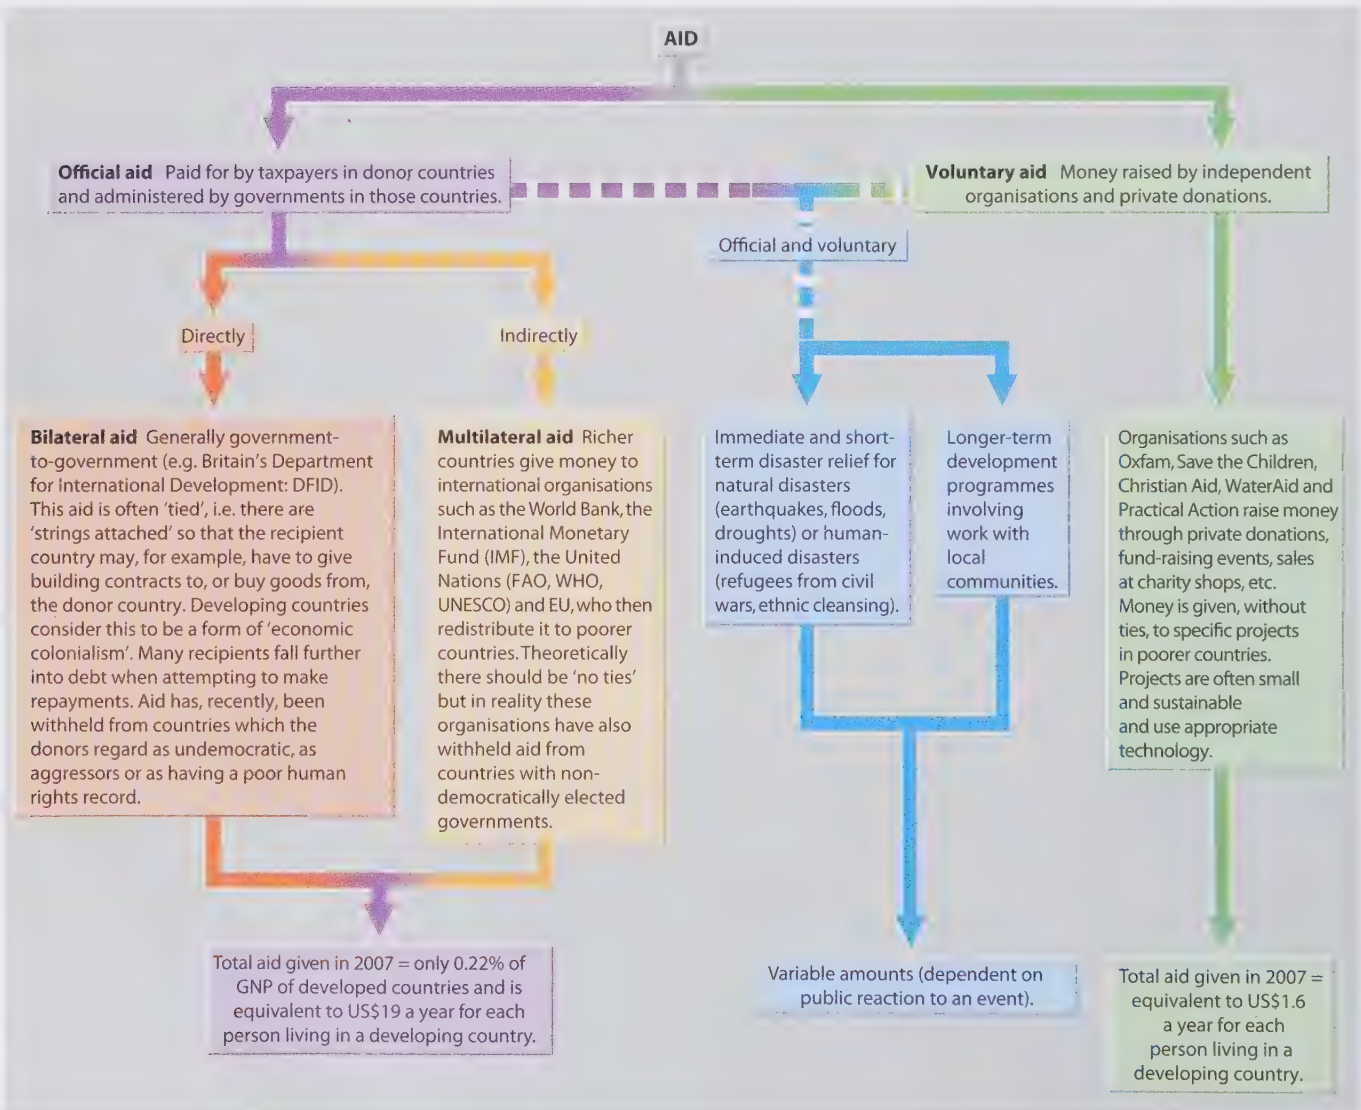 AID
Official aid Paid for by taxpayers in donor countries
and administered by governments in those countries.
Voluntary aid Money raised by independent
organisations and private donations.
Official and voluntary
Directly
Indirectly
Bilateral aid Generally government-
to-government (e.g. Britain's Department
for International Development: DFID).
This aid is often 'tied', i.e. there are
'strings attached' so that the recipient
country may, for example, have to give
building contracts to, or buy goods from,
the donor country. Developing countries
consider this to be a form of 'economic
colonialism'. Many recipients fall further
into debt when attempting to make
repayments. Aid has, recently, been
withheld from countries which the
donors regard as undemocratic, as
aggressors or as having a poor human
rights record.
Multilateral aid Richer
countries give money to
international organisations
such as the World Bank, the
International Monetary
Fund (IMF), the United
Nations (FAO, WHO,
UNESCO) and EU, who then
redistribute it to poorer
countries. Theoretically
there should be 'no ties'
but in reality these
organisations have also
withheld aid from
countries with non-
democratically elected
governments.
Immediate and short-
term disaster relief for
natural disasters
(earthquakes, floods,
droughts) or human-
induced disasters
(refugees from civil
wars, ethnic cleansing).
Longer-term
development
programmes
involving
work with
local
communities.
Organisations such as
Oxfam, Save the Children,
Christian Aid, WaterAid and
Practical Action raise money
through private donations,
fund-raising events, sales
at charity shops, etc.
Money is given, without
ties, to specific projects
in poorer countries.
Projects are often small
and sustainable
and use appropriate
technology.
Total aid given in 2007 = only 0.22% of
GNP of developed countries and is
equivalent to US$19 a year for each
person living in a developing country.
Variable amounts (dependent on
public reaction to an event).
Total aid given in 2007 =
equivalent to US$1.6
a year for each
person living in a
developing country.